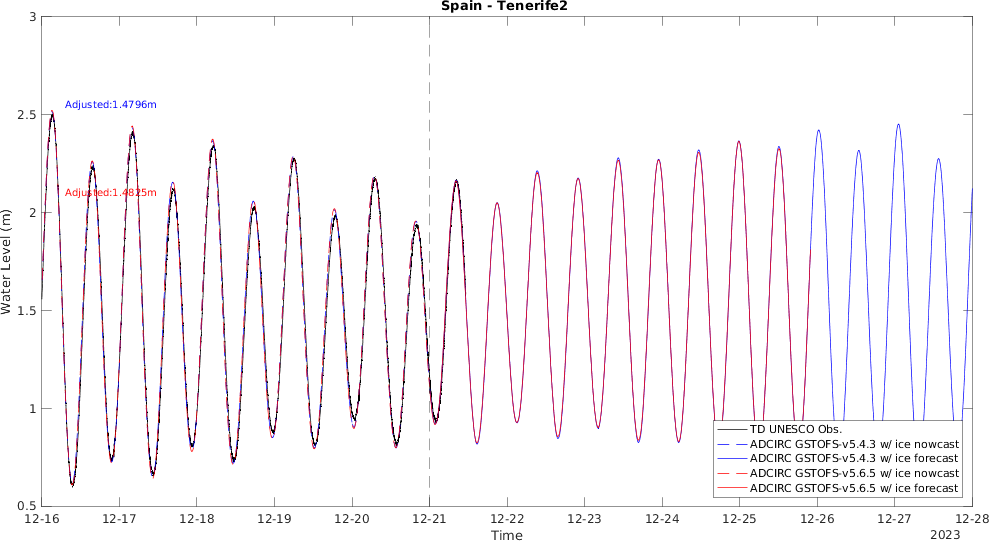 Spain - Tenerife2
3
2.5
2
1.5
1
0.5
Water Level (m)
Adjusted:1.4796m
Adjusted:1.4825m
TD UNESCO Obs.
ADCIRC GSTOFS-v5.4.3 w/ ice nowcast
ADCIRC GSTOFS-v5.4.3 w/ ice forecast
ADCIRC GSTOFS-v5.6.5 w/ ice nowcast
ADCIRC GSTOFS-v5.6.5 w/ ice forecast
12-16 12-17 12-18 12-19 12-20 12-21 12-22 12-23 12-24 12-25 12-26 12-27 12-28
Time
2023